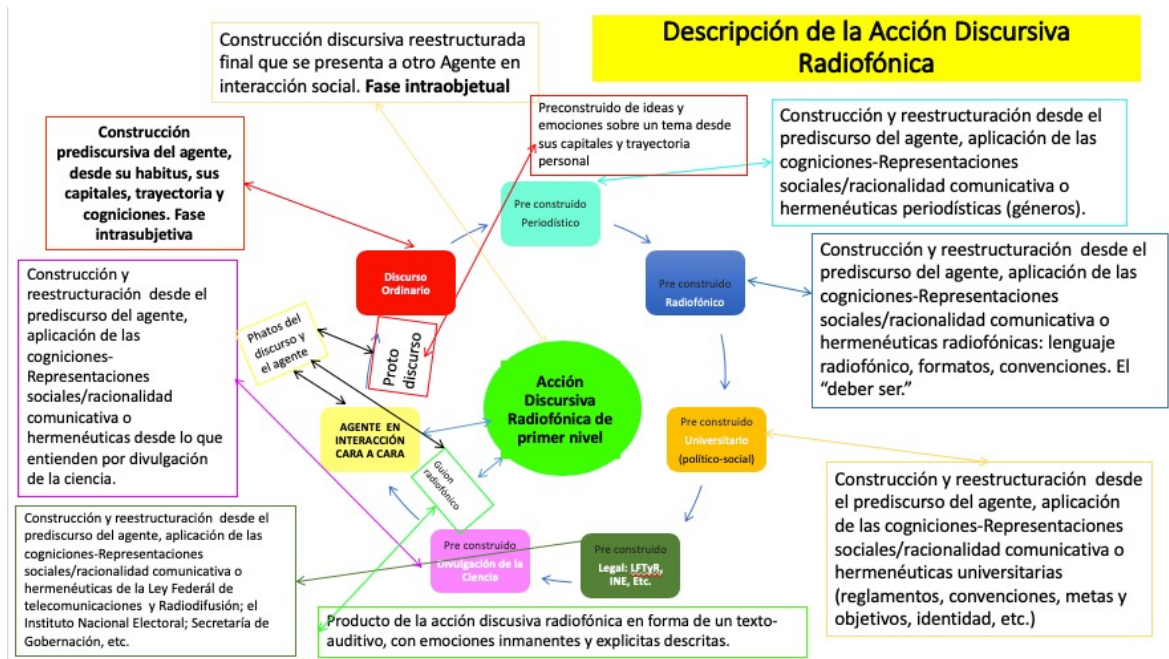 Descripción de la Acción Discursiva
Radiofónica
Construcción discursiva reestructurada
final que se presenta a otro Agente en
interacción social. Fase intraobjetual
Preconstruido de ideas y
emociones sobre un tema desde
sus capitales y trayectoria
personal
Construcción y reestructuración desde el
prediscurso del agente, aplicación de las
cogniciones-Representaciones
sociales/racionalidad comunicativa o
hermenéuticas periodísticas (géneros).
Construcción
prediscursiva del agente,
desde su habitus, sus
capitales, trayectoria y
cogniciones. Fase
intrasubjetiva
Pre construido
Periodístico
Discurso
Ordinario
Pre construido
Radiofónico
Construcción y reestructuración desde el
prediscurso del agente, aplicación de las
cogniciones-Representaciones
sociales/racionalidad comunicativa o
hermenéuticas radiofónicas: lenguaje
radiofónico, formatos, convenciones. El
“deber ser.”
Construcción y
reestructuración desde el
prediscurso del agente,
aplicación de las
cogniciones-
Representaciones
sociales/racionalidad
comunicativa o
hermenéuticas desde lo que
entienden por divulgación
de la ciencia.
Phatos del
discurso y
el agente
Proto
discurso
Acción
Discursiva
Radiofónica de
primer nivel
AGENTE EN
INTERACCIÓN
CARA A CARA
Guion
radiofónico
Pre construido
Universitario
(político-social)
Construcción y reestructuración desde
el prediscurso del agente, aplicación
de las cogniciones-Representaciones
sociales/racionalidad comunicativa o
hermenéuticas universitarias
(reglamentos, convenciones, metas y
objetivos, identidad, etc.)
Construcción y reestructuración desde el
prediscurso del agente, aplicación de las
cogniciones-Representaciones
sociales/racionalidad comunicativa o
hermenéuticas de la Ley Federál de
telecomunicaciones y Radiodifusión; el
Instituto Nacional Electoral; Secretaría de
Gobernación, etc.
Pre construido
Divulgación de la
Ciencia
Pre construido
Legal: LFTyR,
INE, Etc.
Producto de la acción discusiva radiofónica en forma de un texto-
auditivo, con emociones inmanentes y explicitas descritas.